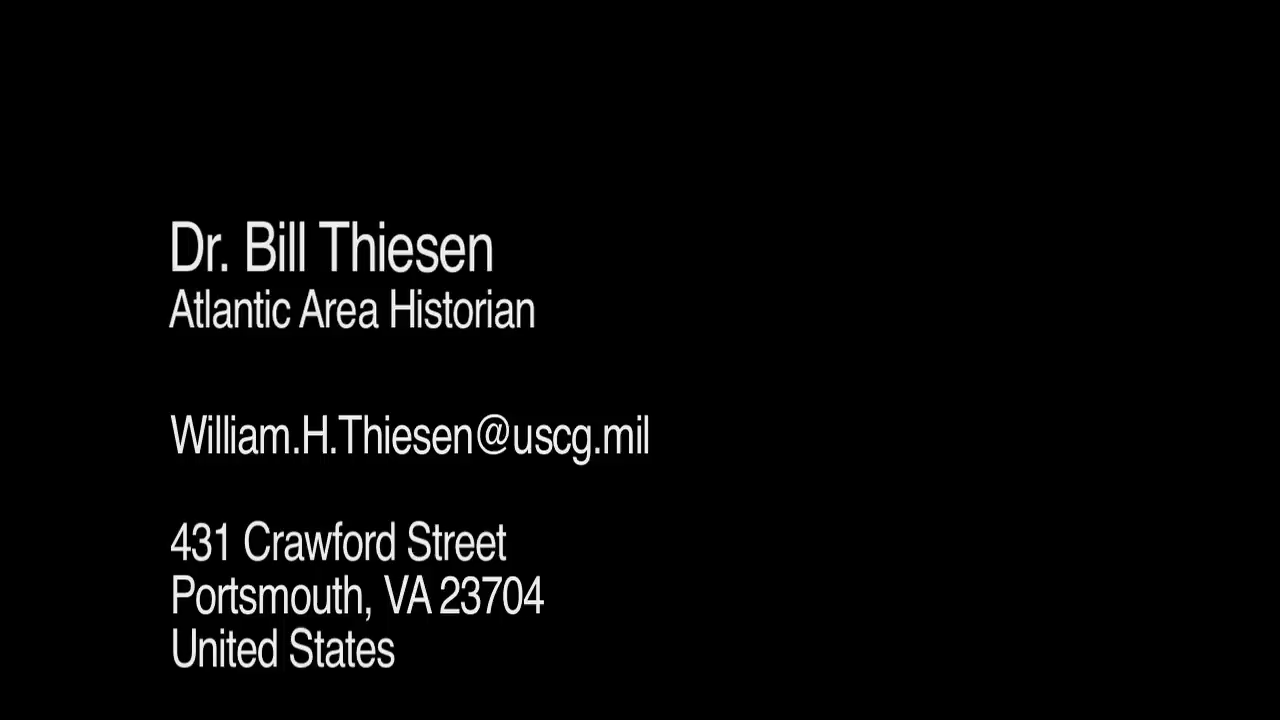 Dr. Bill Thiesen
Atlantic Area Historian
William.H.Thiesen@uscg.mil
431 Crawford Street
Portsmouth, VA 23704
United States